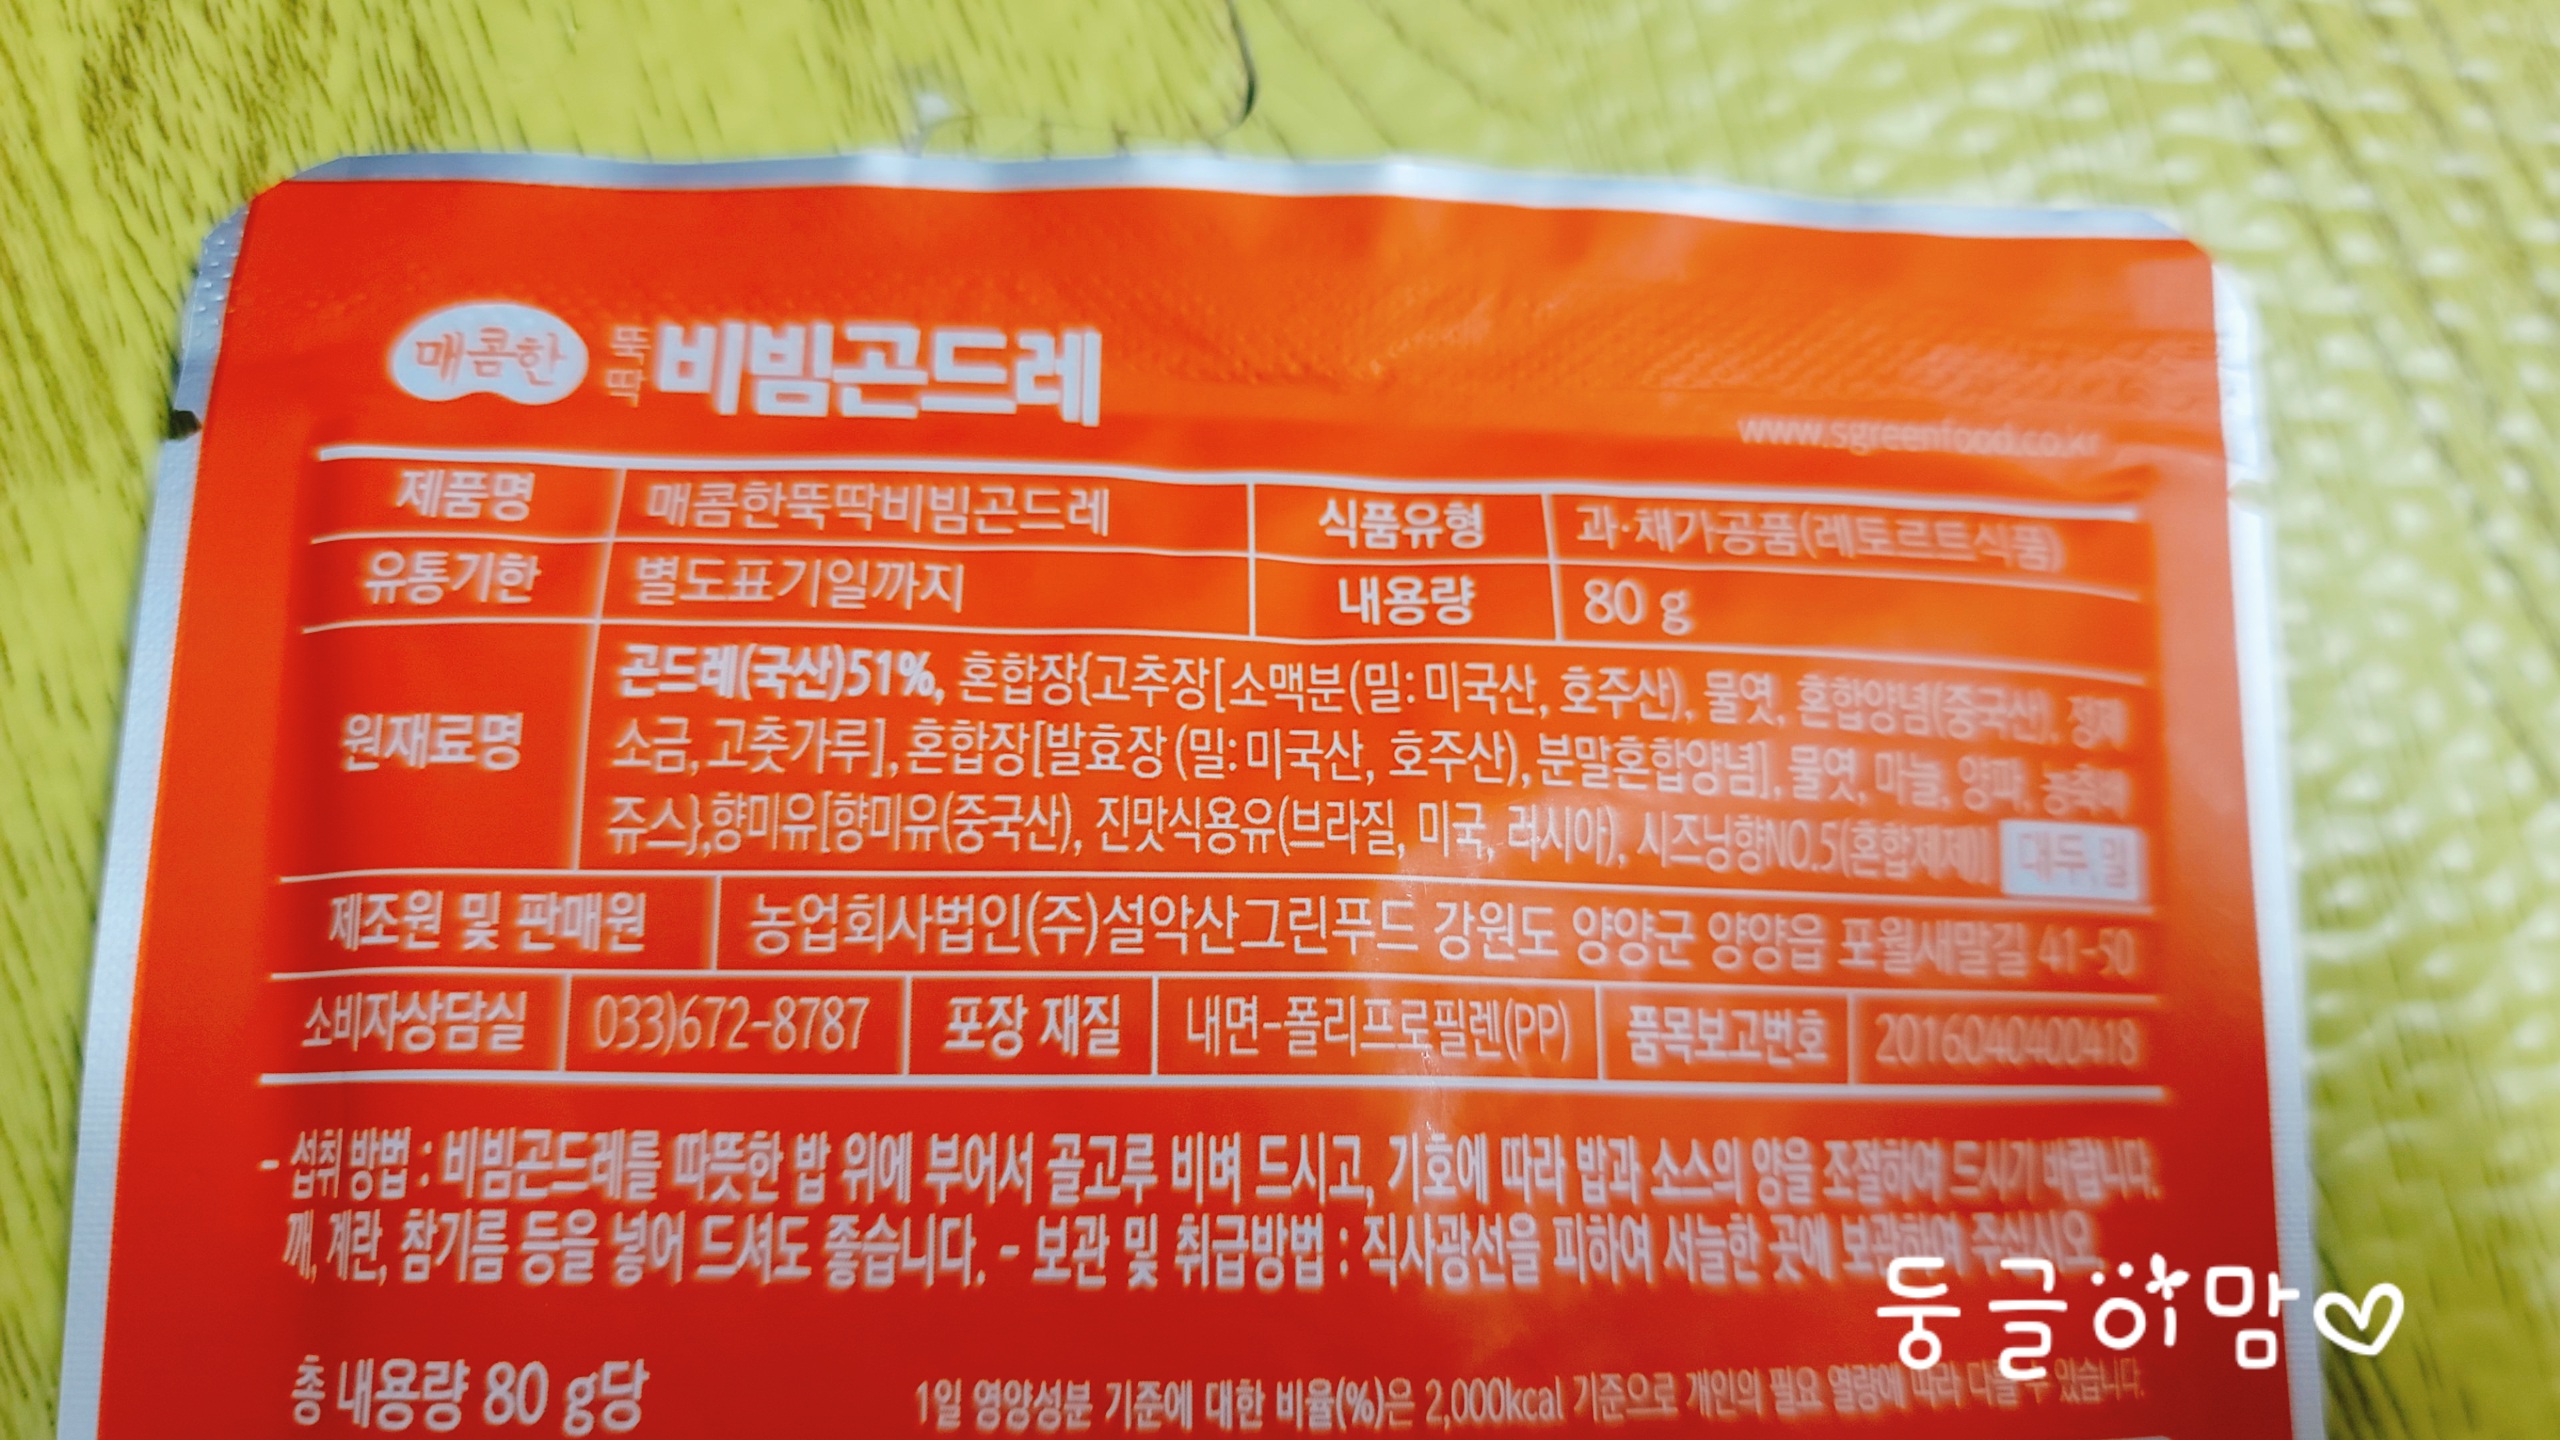 매콤한 뚝딱 비빔곤드레
www.sgreenfood.co.kr
제품명 매콤한뚝딱비빔곤드레 식품유형 과·채가공품(레토르트식품)
유통기한 별도표기일까지 내용량 80 g
원재료명 곤드레(국산)51%, 혼합장{고추장[소맥분(밀:미국산, 호주산), 물엿, 혼합양념(중국산), 정제
소금,고춧가루], 혼합장[발효장(밀:미국산, 호주산),분말혼합양념], 물엿, 마늘, 양파, 농축배
쥬스},향미유[향미유(중국산), 진맛식용유(브라질, 미국, 러시아), 시즈닝향NO.5(혼합제제)] 대두,밀
제조원 및 판매원 농업회사법인(주)설악산그린푸드 강원도 양양군 양양읍 포월새말길 41-50
소비자상담실 033)672-8787 포장 재질 내면-폴리프로필렌(PP) 품목보고번호 20160404004​18
- 섭취 방법 : 비빔곤드레를 따뜻한 밥 위에 부어서 골고루 비벼 드시고, 기호에 따라 밥과 소스의 양을 조절하여 드시기 바랍니다.
깨, 계란, 참기름 등을 넣어 드셔도 좋습니다. - 보관 및 취급방법 : 직사광선을 피하여 서늘한 곳에 보관하여 주십시오
둥글이맘♡
총 내용량 80 g당 1일 영양성분 기준에 대한 비율(%)은 2,000kcal 기준으로 개인의 필요 열량에 따라 다를 수 있습니다.